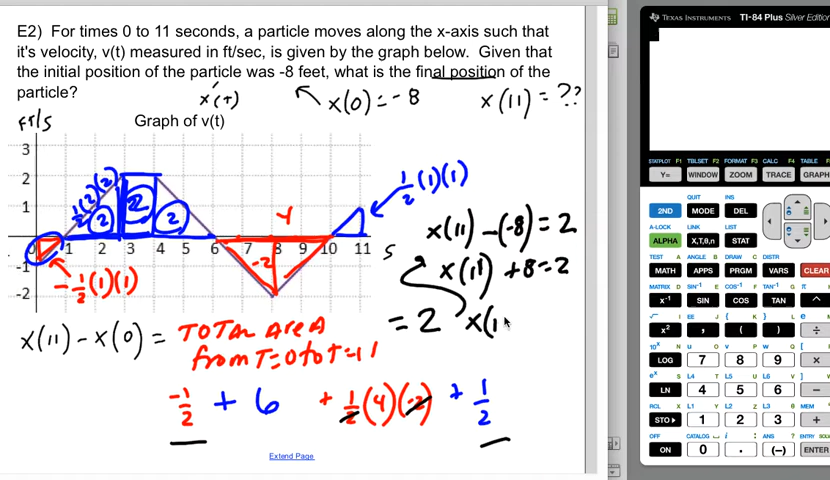 E2) For times 0 to 11 seconds, a particle moves along the x-axis such that
it's velocity, v(t) measured in ft/sec, is given by the graph below. Given that
the initial position of the particle was -8 feet, what is the final position of the
particle?
x'(t)
x(0) = -8
x(11) = ??
ft/s
Graph of v(t)
3
2
1
0
-1
-2
1 2 3 4 5 6 7 8 9 10 11 s
1/2(2)(2)
2
2
2
4
-2
1/2(1)(1)
-1/2(1)(1)
x(11) - (-8) = 2
x(11) + 8 = 2
= 2 x(1
x(11) - x(0) = TOTAL AREA
from T=0 to t=11
-1/2 + 6 + 1/2(4)(-2) + 1/2
Extend Page
TEXAS INSTRUMENTS TI-84 Plus Silver Edition
STATPLOT F1 TBLSET F2 FORMAT F3 CALC F4 TABLE F
Y= WINDOW ZOOM TRACE GRAPH
QUIT INS
2ND MODE DEL
A-LOCK LINK LIST
ALPHA X,T,θ,n STAT
TEST A ANGLE B DRAW C DISTR
MATH APPS PRGM VARS CLEAR
MATRIX D SIN⁻¹ E COS⁻¹ F TAN⁻¹ G π H
x⁻¹ SIN COS TAN ^
√ I EE J { K } L e M
x² , ( ) ÷
10ˣ N u O v P w Q [
LOG 7 8 9 ×
eˣ S L4 T L5 U L6 V ]
LN 4 5 6 −
RCL X L1 Y L2 Z L3 θ MEM "
STO▸ 1 2 3 +
OFF CATALOG i : ANS ? ENTRY SOLVE
ON 0 . (−) ENTER